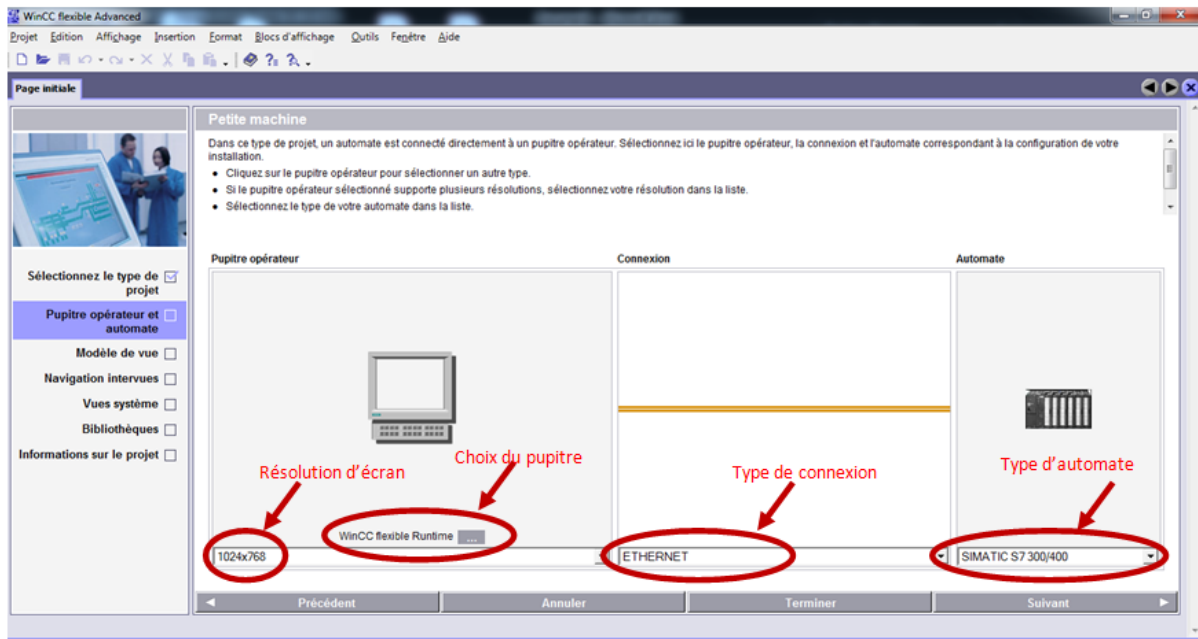 WinCC flexible Advanced
Projet Edition Affichage Insertion Format Blocs d'affichage Outils Fenêtre Aide
Page initiale
Petite machine
Dans ce type de projet, un automate est connecté directement à un pupitre opérateur. Sélectionnez ici le pupitre opérateur, la connexion et l'automate correspondant à la configuration de votre
installation.
• Cliquez sur le pupitre opérateur pour sélectionner un autre type.
• Si le pupitre opérateur sélectionné supporte plusieurs résolutions, sélectionnez votre résolution dans la liste.
• Sélectionnez le type de votre automate dans la liste.
Sélectionnez le type de
projet
Pupitre opérateur et
automate
Modèle de vue
Navigation intervues
Vues système
Bibliothèques
Informations sur le projet
Pupitre opérateur Connexion Automate
Résolution d'écran
Choix du pupitre
Type de connexion
Type d'automate
WinCC flexible Runtime ...
1024x768 ETHERNET SIMATIC S7 300/400
Précédent Annuler Terminer Suivant